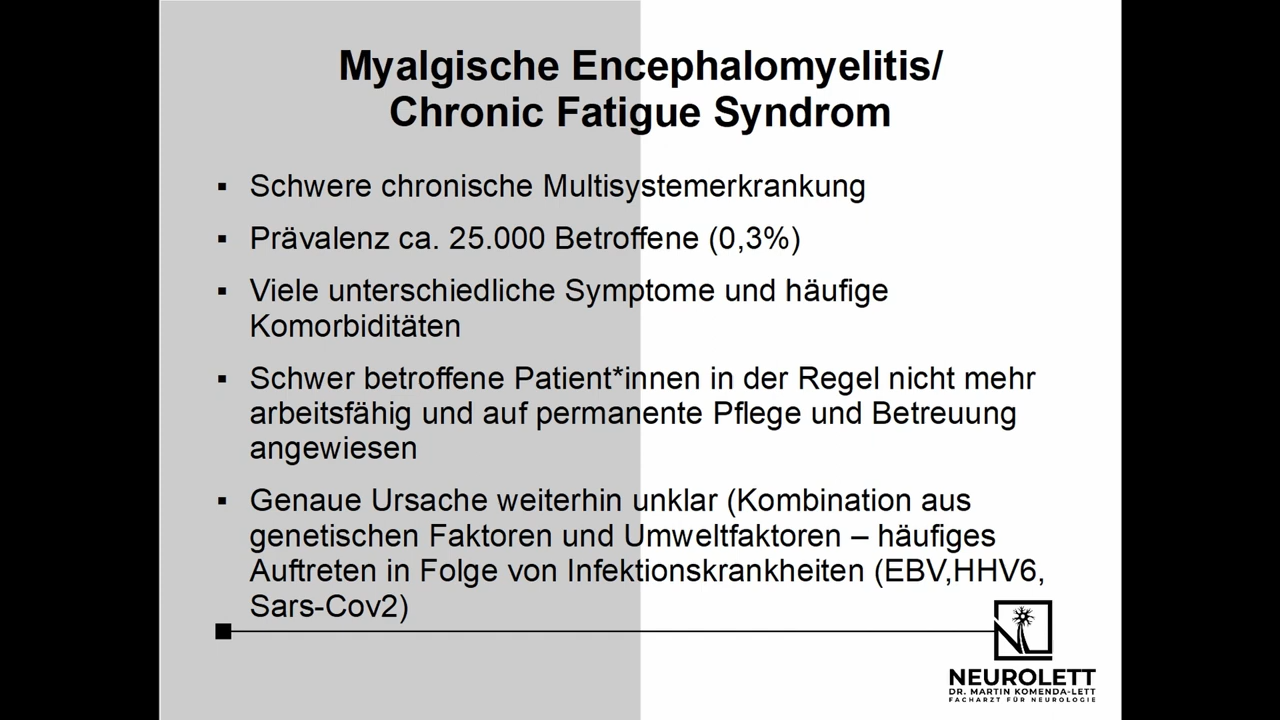 Myalgische Encephalomyelitis/
Chronic Fatigue Syndrom
▪ Schwere chronische Multisystemerkrankung
▪ Prävalenz ca. 25.000 Betroffene (0,3%)
▪ Viele unterschiedliche Symptome und häufige
Komorbiditäten
▪ Schwer betroffene Patient*innen in der Regel nicht mehr
arbeitsfähig und auf permanente Pflege und Betreuung
angewiesen
▪ Genaue Ursache weiterhin unklar (Kombination aus
genetischen Faktoren und Umweltfaktoren – häufiges
Auftreten in Folge von Infektionskrankheiten (EBV,HHV6,
Sars-Cov2)
NEUROLETT
DR. MARTIN KOMENDA-LETT
FACHARZT FÜR NEUROLOGIE